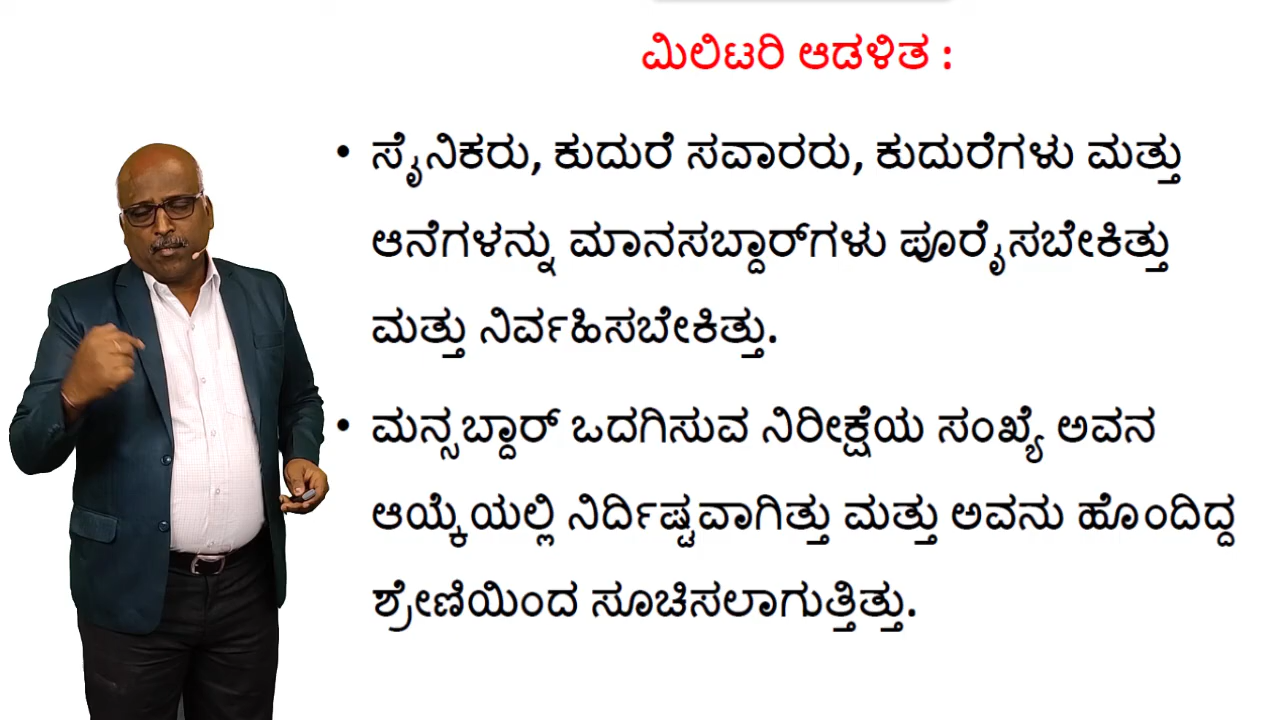 ಮಿಲಿಟರಿ ಆಡಳಿತ :
• ಸೈನಿಕರು, ಕುದುರೆ ಸವಾರರು, ಕುದುರೆಗಳು ಮತ್ತು
ಆನೆಗಳನ್ನು ಮಾನಸಬ್ದಾರ್‌ಗಳು ಪೂರೈಸಬೇಕಿತ್ತು
ಮತ್ತು ನಿರ್ವಹಿಸಬೇಕಿತ್ತು.
• ಮನ್ಸಬ್ದಾರ್ ಒದಗಿಸುವ ನಿರೀಕ್ಷೆಯ ಸಂಖ್ಯೆ ಅವನ
ಆಯ್ಕೆಯಲ್ಲಿ ನಿರ್ದಿಷ್ಟವಾಗಿತ್ತು ಮತ್ತು ಅವನು ಹೊಂದಿದ್ದ
ಶ್ರೇಣಿಯಿಂದ ಸೂಚಿಸಲಾಗುತ್ತಿತ್ತು.